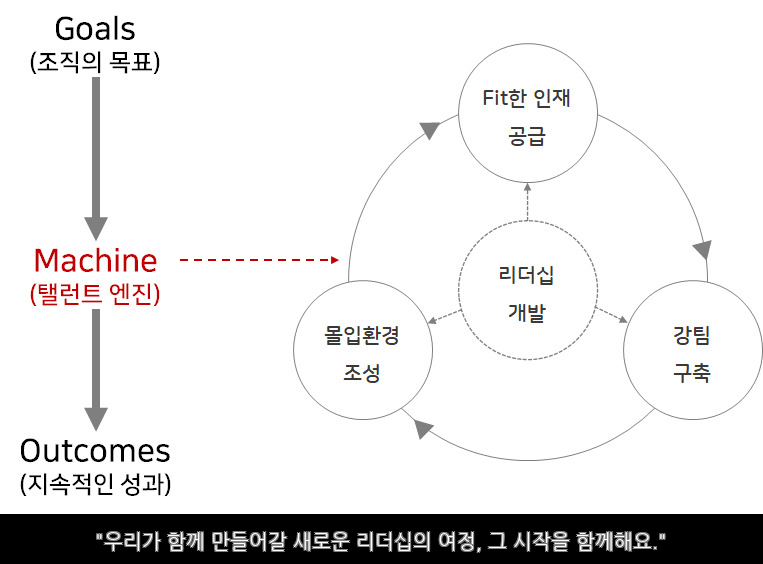 Goals
(조직의 목표)
Machine
(탤런트 엔진)
Outcomes
(지속적인 성과)
Fit한 인재
공급
리더십
개발
몰입환경
조성
강팀
구축
"우리가 함께 만들어갈 새로운 리더십의 여정, 그 시작을 함께해요."